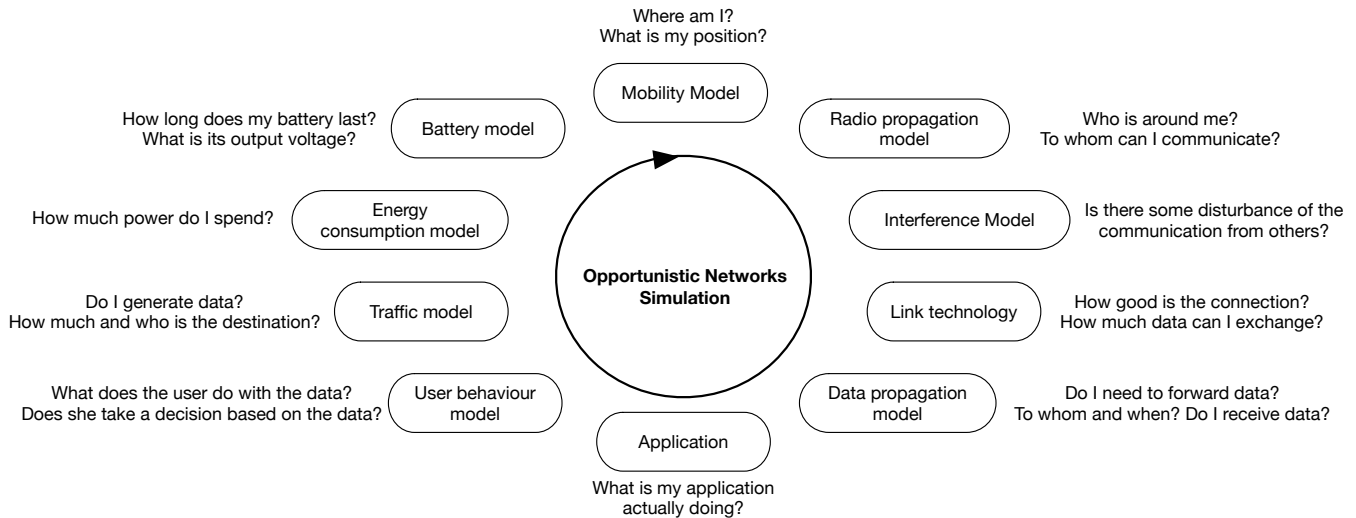 Where am I?
What is my position?
Mobility Model
How long does my battery last?
What is its output voltage?
Battery model
Radio propagation
model
Who is around me?
To whom can I communicate?
How much power do I spend?
Energy
consumption model
Interference Model
Is there some disturbance of the
communication from others?
Opportunistic Networks
Simulation
Do I generate data?
How much and who is the destination?
Traffic model
Link technology
How good is the connection?
How much data can I exchange?
What does the user do with the data?
Does she take a decision based on the data?
User behaviour
model
Data propagation
model
Do I need to forward data?
To whom and when? Do I receive data?
Application
What is my application
actually doing?